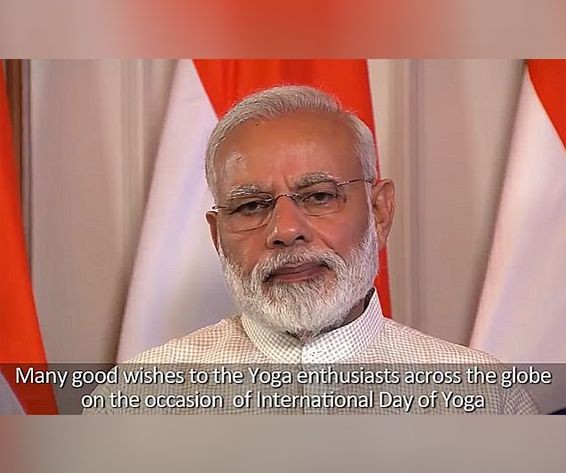 Many good wishes to the Yoga enthusiasts across the globe
on the occasion of International Day of Yoga